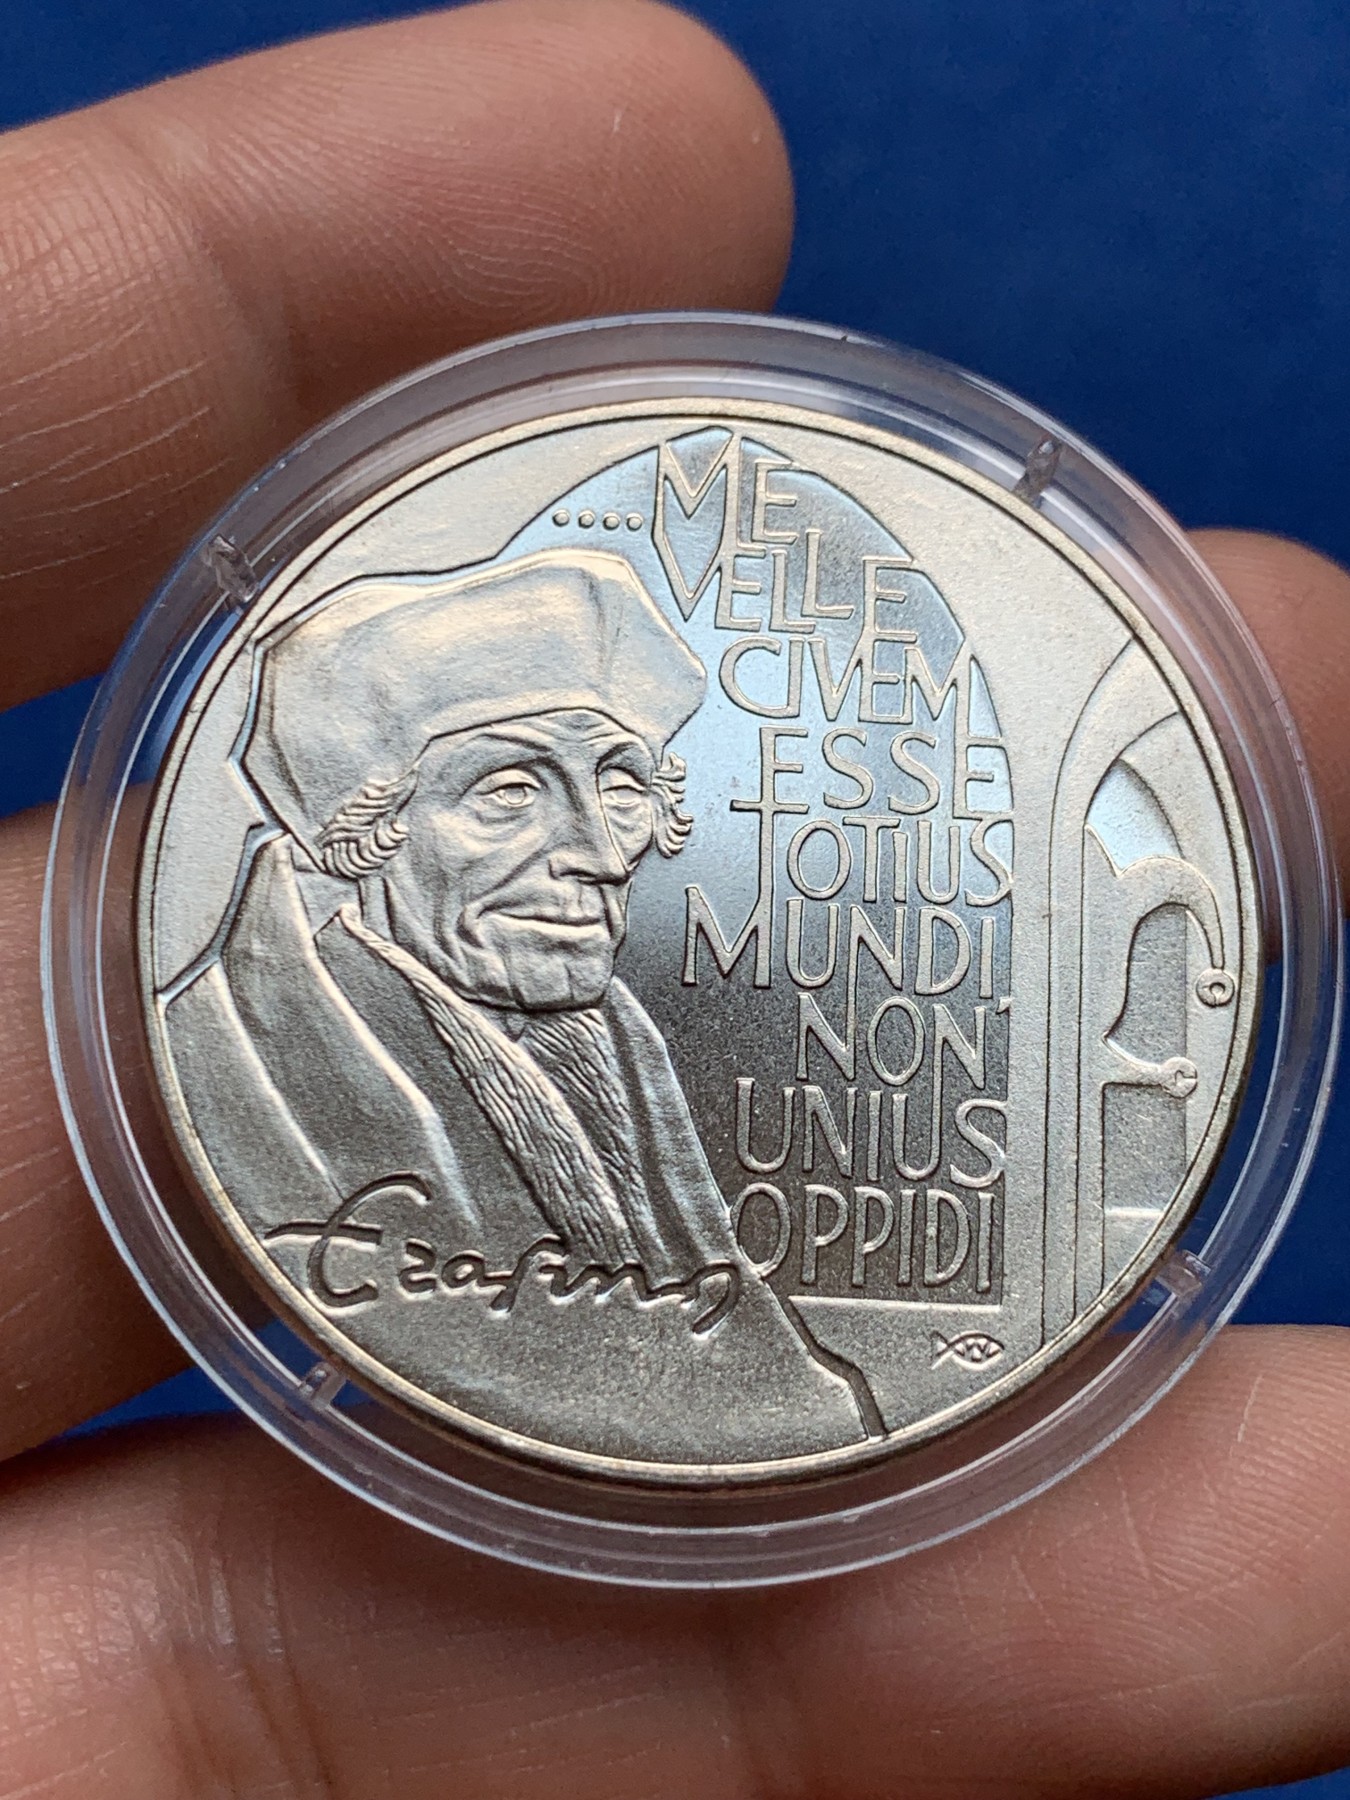 .... ME
VELLE
CIVEM
ESSE
TOTIUS
MUNDI
NON
UNIUS
OPPIDI
Erasmus